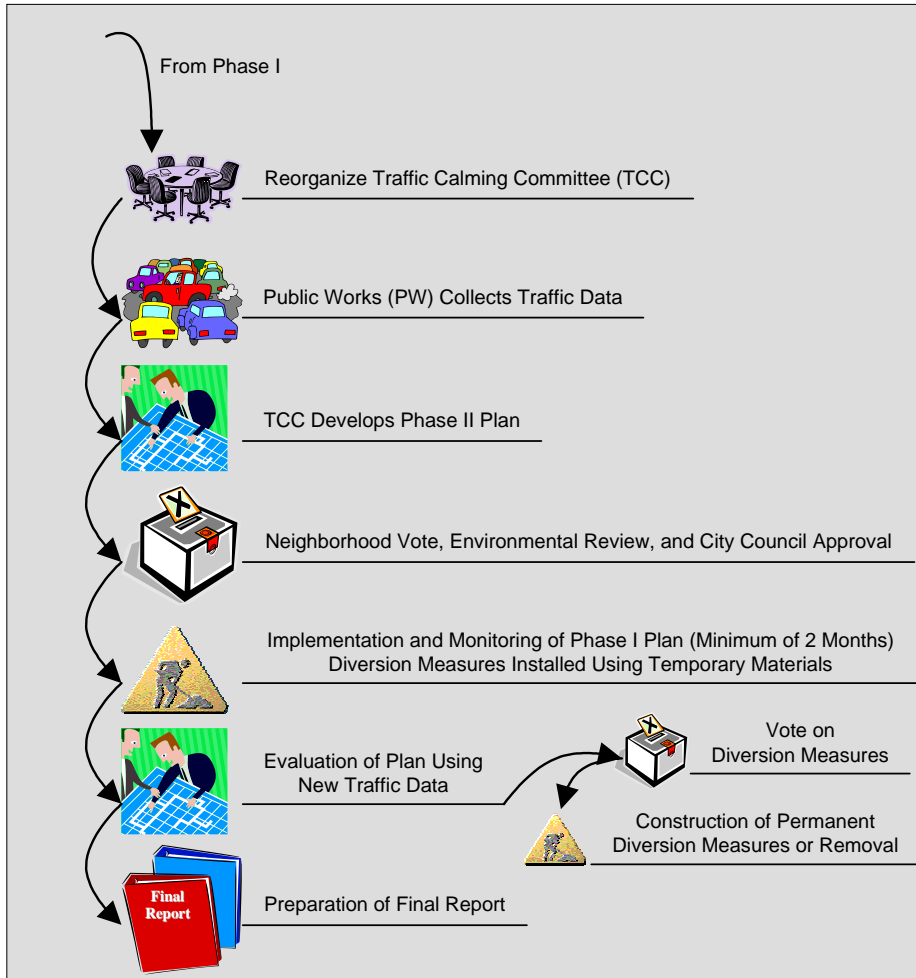 From Phase I
Reorganize Traffic Calming Committee (TCC)
Public Works (PW) Collects Traffic Data
TCC Develops Phase II Plan
Neighborhood Vote, Environmental Review, and City Council Approval
Implementation and Monitoring of Phase I Plan (Minimum of 2 Months)
Diversion Measures Installed Using Temporary Materials
Evaluation of Plan Using
New Traffic Data
Vote on
Diversion Measures
Construction of Permanent
Diversion Measures or Removal
Final
Report
Preparation of Final Report